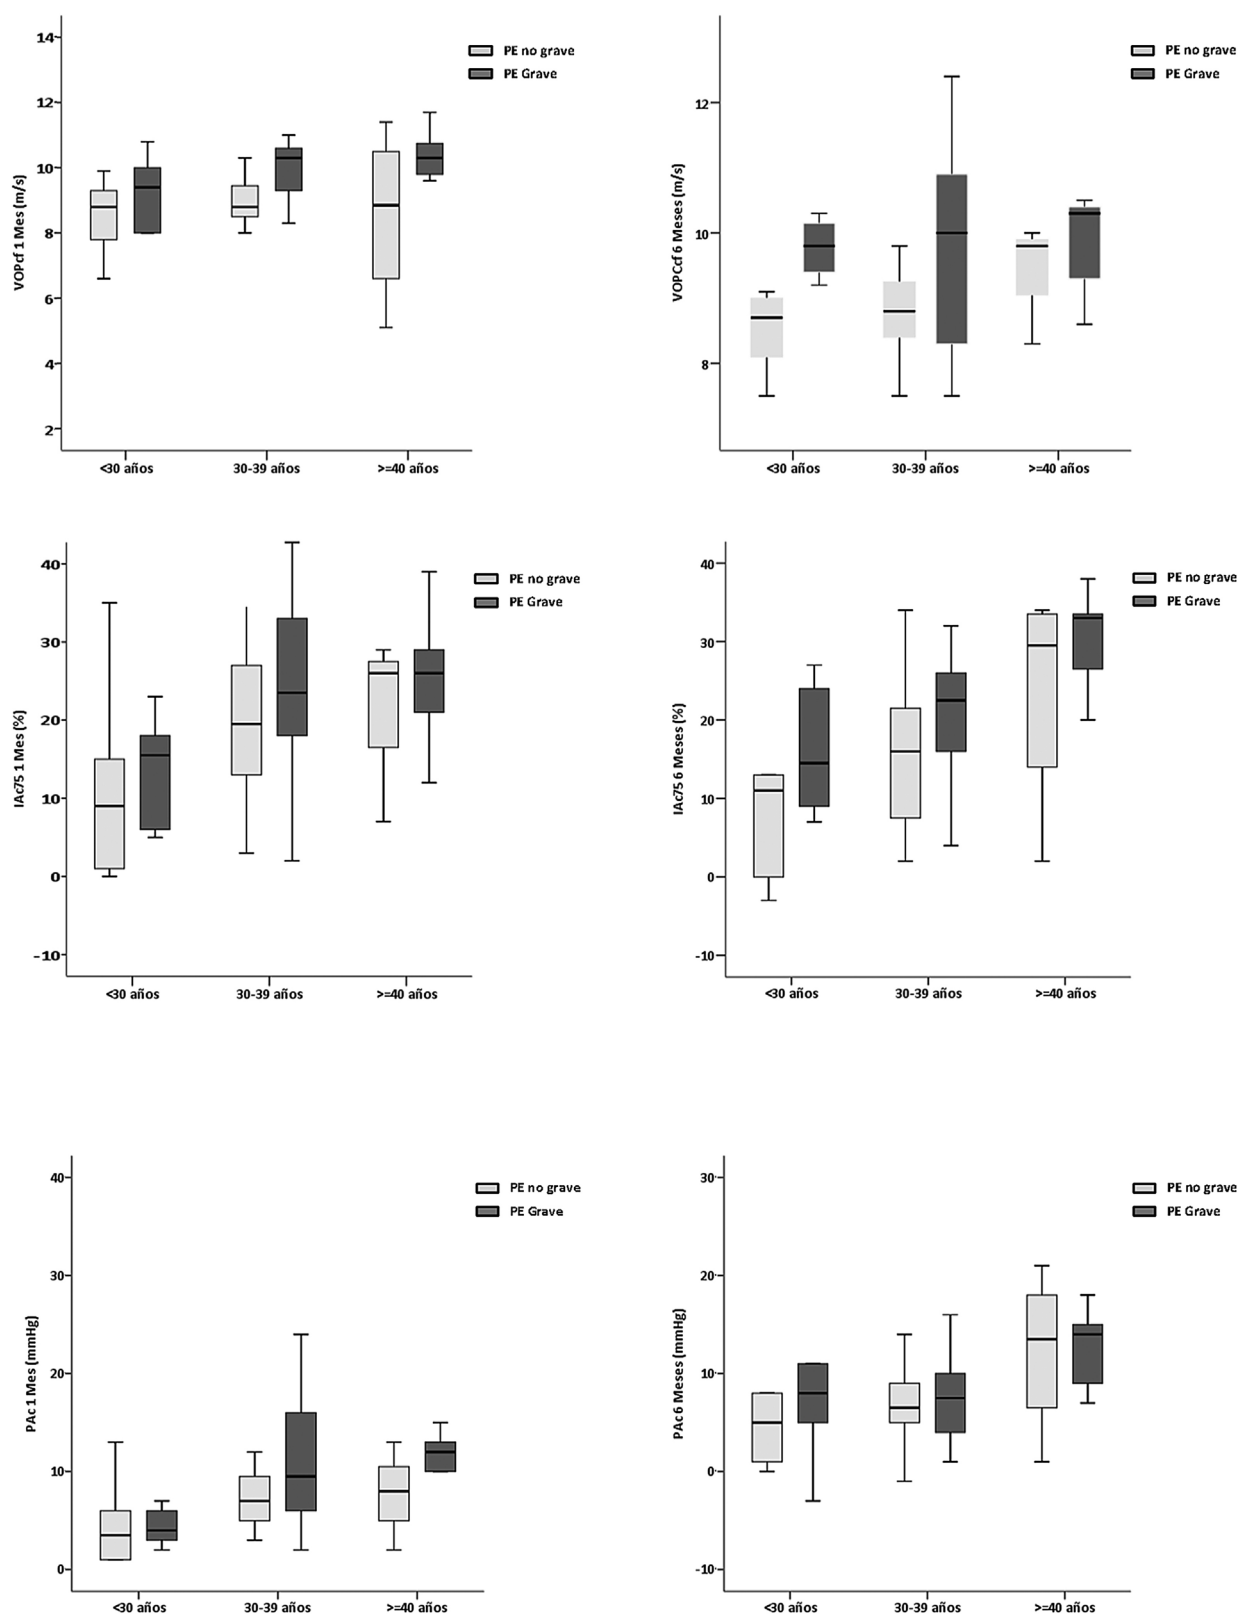 PE no grave
PE Grave
VOPcf 1 Mes (m/s)
14
12
10
8
6
4
2
<30 años
30-39 años
>=40 años
PE no grave
PE Grave
VOPCcf 6 Meses (m/s)
12
10
8
<30 años
30-39 años
>=40 años
PE no grave
PE Grave
IAc75 1 Mes (%)
40
30
20
10
0
-10
<30 años
30-39 años
>=40 años
PE no grave
PE Grave
IAc75 6 Meses (%)
40
30
20
10
0
-10
<30 años
30-39 años
>=40 años
PE no grave
PE Grave
PAc 1 Mes (mmHg)
40
30
20
10
0
<30 años
30-39 años
>=40 años
PE no grave
PE Grave
PAc 6 Meses (mmHg)
30
20
10
0
-10
<30 años
30-39 años
>=40 años